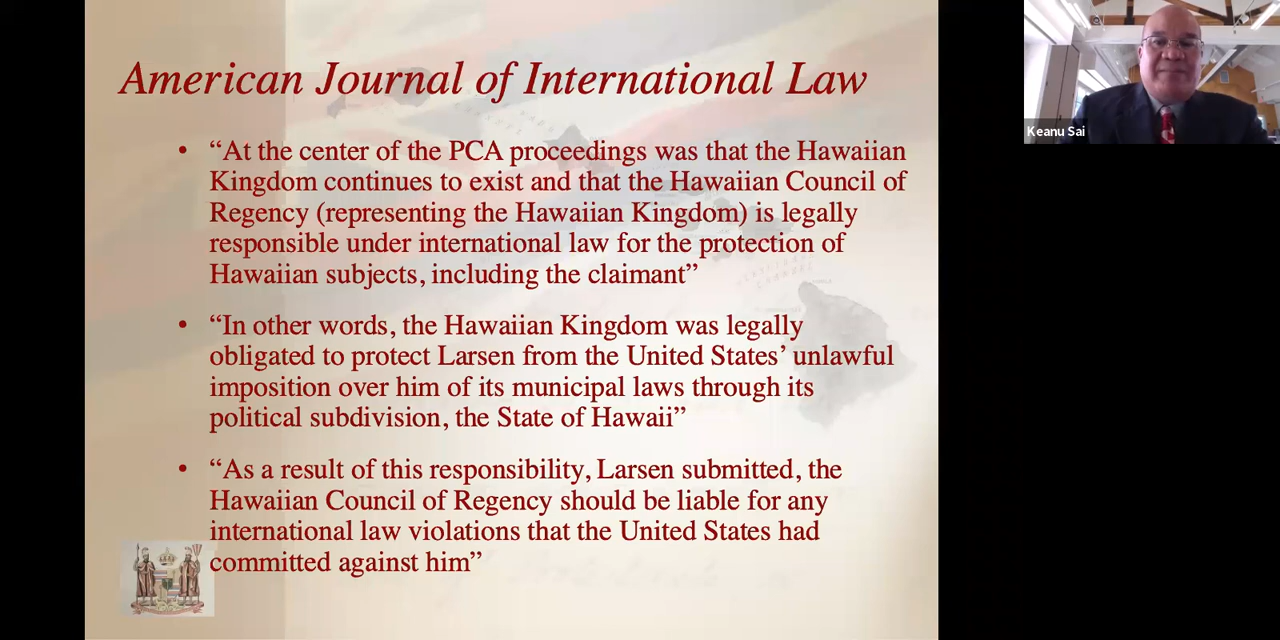 American Journal of International Law
• “At the center of the PCA proceedings was that the Hawaiian
Kingdom continues to exist and that the Hawaiian Council of
Regency (representing the Hawaiian Kingdom) is legally
responsible under international law for the protection of
Hawaiian subjects, including the claimant”
• “In other words, the Hawaiian Kingdom was legally
obligated to protect Larsen from the United States’ unlawful
imposition over him of its municipal laws through its
political subdivision, the State of Hawaii”
• “As a result of this responsibility, Larsen submitted, the
Hawaiian Council of Regency should be liable for any
international law violations that the United States had
committed against him”
Keanu Sai